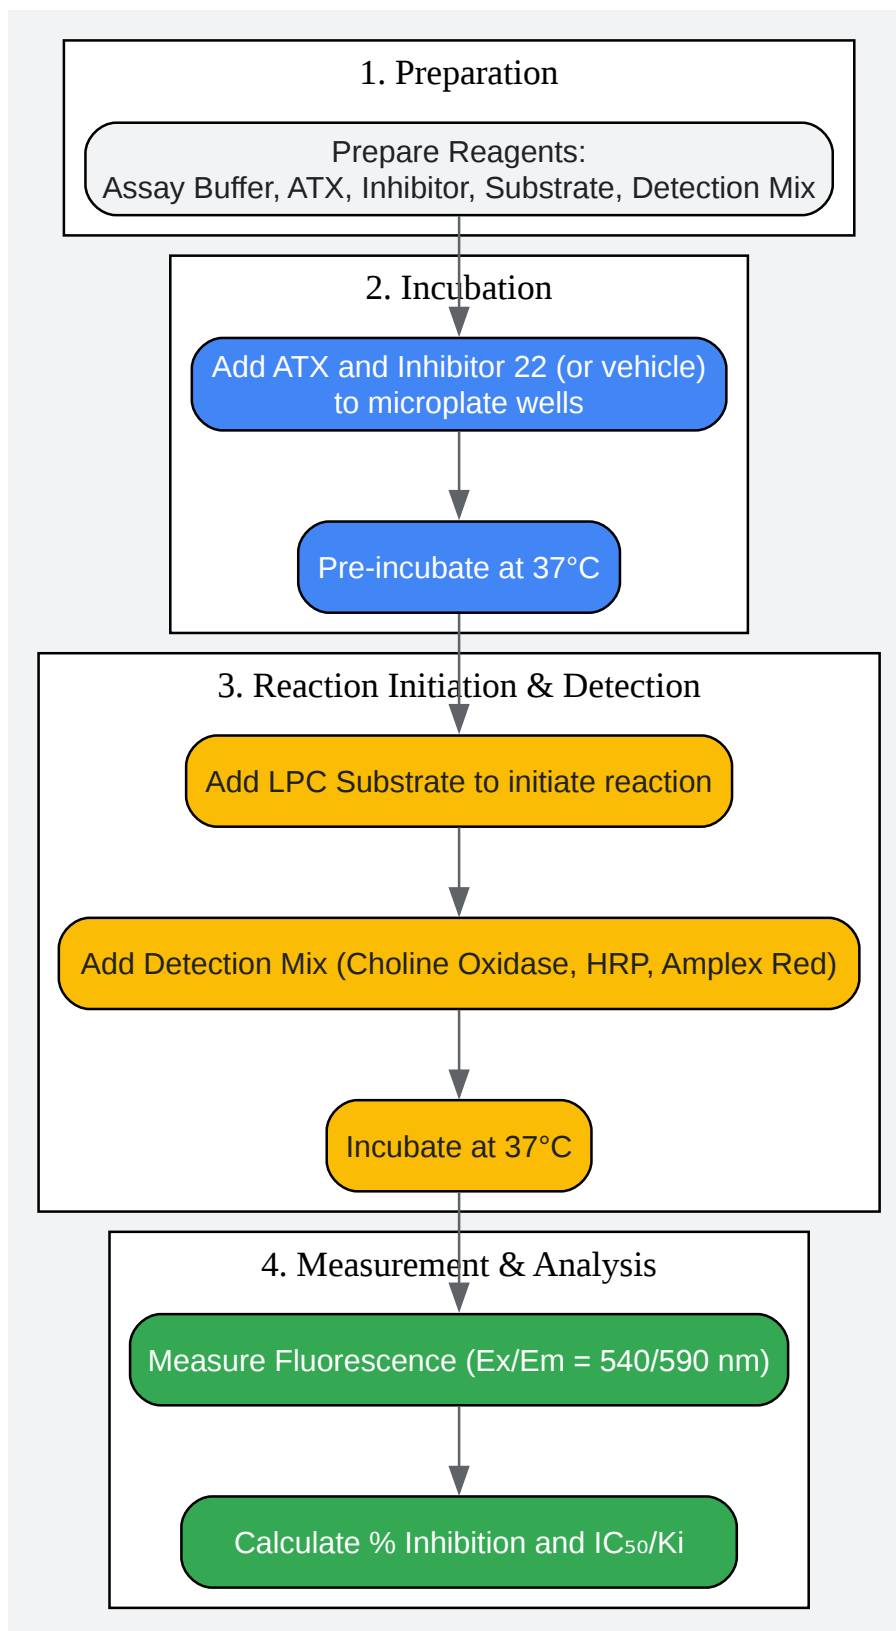 1. Preparation
Prepare Reagents:
Assay Buffer, ATX, Inhibitor, Substrate, Detection Mix
2. Incubation
Add ATX and Inhibitor 22 (or vehicle)
to microplate wells
Pre-incubate at 37°C
3. Reaction Initiation & Detection
Add LPC Substrate to initiate reaction
Add Detection Mix (Choline Oxidase, HRP, Amplex Red)
Incubate at 37°C
4. Measurement & Analysis
Measure Fluorescence (Ex/Em = 540/590 nm)
Calculate % Inhibition and IC₅₀/Ki